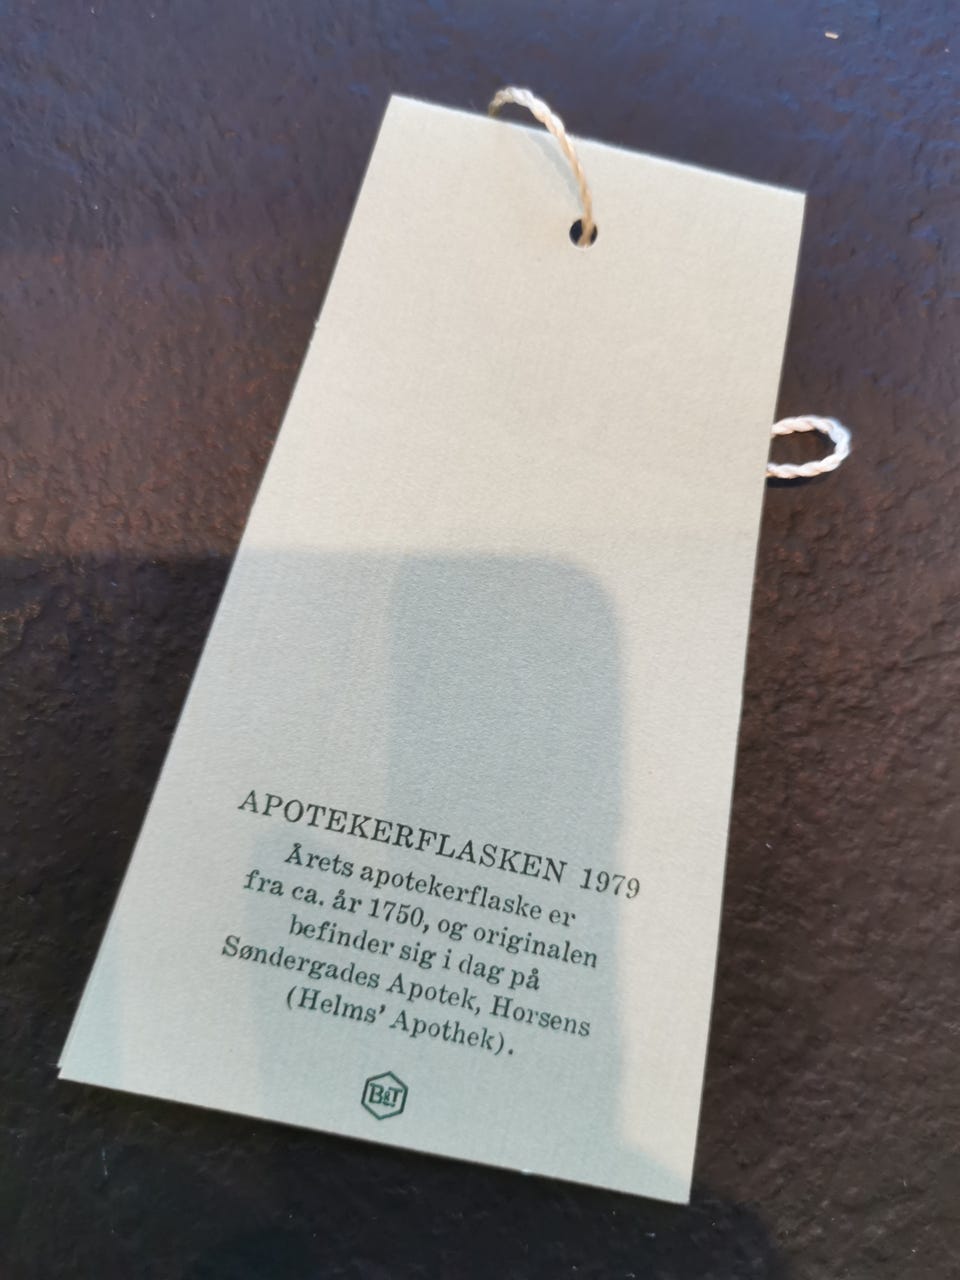 APOTEKERFLASKEN 1979
Årets apotekerflaske er
fra ca. år 1750, og originalen
befinder sig i dag på
Søndergades Apotek, Horsens
(Helms' Apothek).
B&T